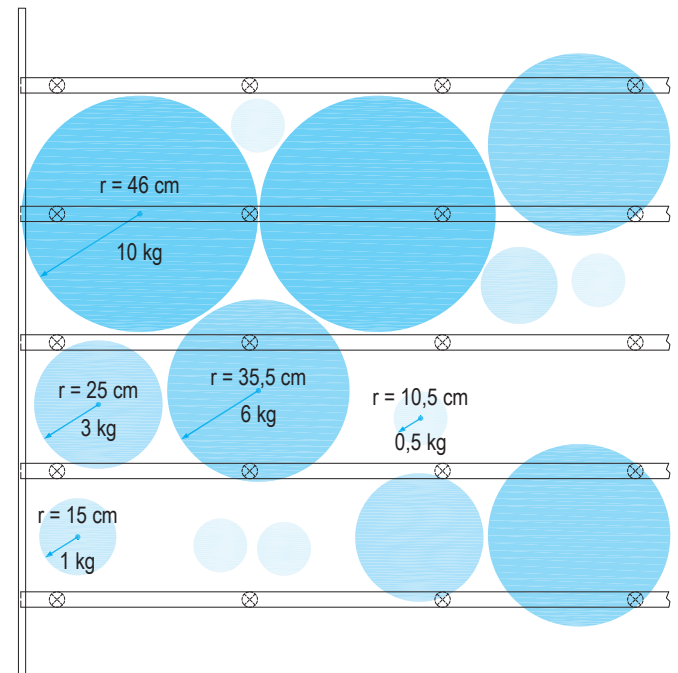 r = 46 cm
10 kg
r = 25 cm
3 kg
r = 35,5 cm
6 kg
r = 10,5 cm
0,5 kg
r = 15 cm
1 kg